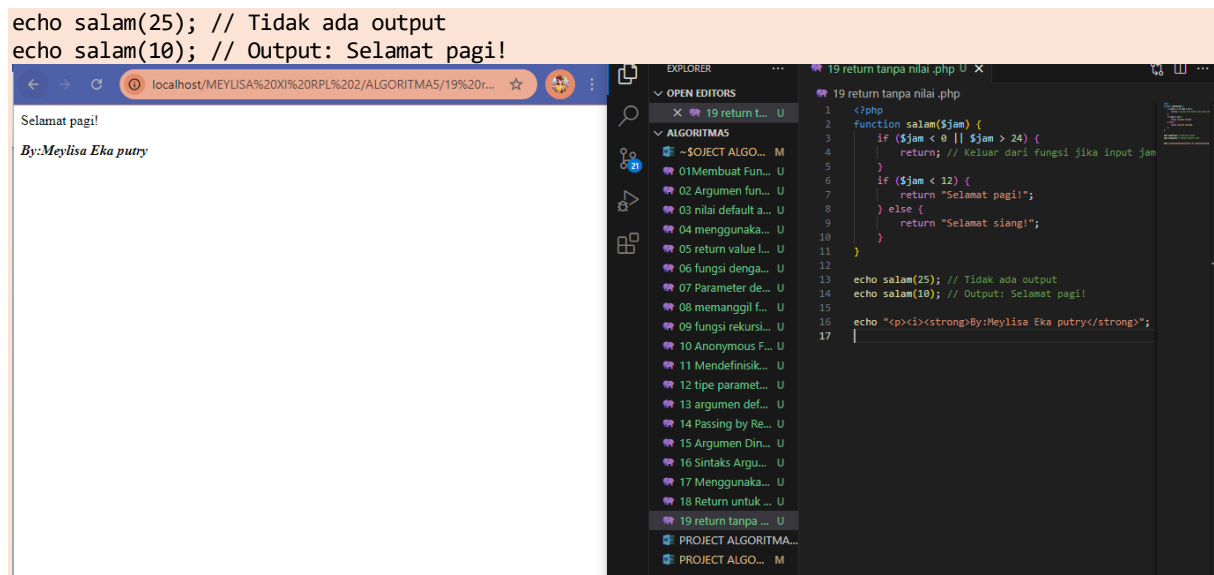 echo salam(25); // Tidak ada output
echo salam(10); // Output: Selamat pagi!
localhost/MEYLISA%20XI%20RPL%202/ALGORITMA5/19%20r...
Selamat pagi!
By:Meylisa Eka putry
EXPLORER
OPEN EDITORS
19 return t... U
ALGORITMA5
~$OJECT ALGO... M
01Membuat Fun... U
02 Argumen fun... U
03 nilai default a... U
04 menggunaka... U
05 return value l... U
06 fungsi denga... U
07 Parameter de... U
08 memanggil f... U
09 fungsi rekursi... U
10 Anonymous F... U
11 Mendefinisik... U
12 tipe paramet... U
13 argumen def... U
14 Passing by Re... U
15 Argumen Din... U
16 Sintaks Argu... U
17 Menggunaka... U
18 Return untuk ... U
19 return tanpa ... U
PROJECT ALGORITMA...
PROJECT ALGO... M
21
19 return tanpa nilai .php U
19 return tanpa nilai .php
1 <?php
2 function salam($jam) {
3 if ($jam < 0 || $jam > 24) {
4 return; // Keluar dari fungsi jika input jam
5 }
6 if ($jam < 12) {
7 return "Selamat pagi!";
8 } else {
9 return "Selamat siang!";
10 }
11 }
12
13 echo salam(25); // Tidak ada output
14 echo salam(10); // Output: Selamat pagi!
15
16 echo "<p><i><strong>By:Meylisa Eka putry</strong>";
17